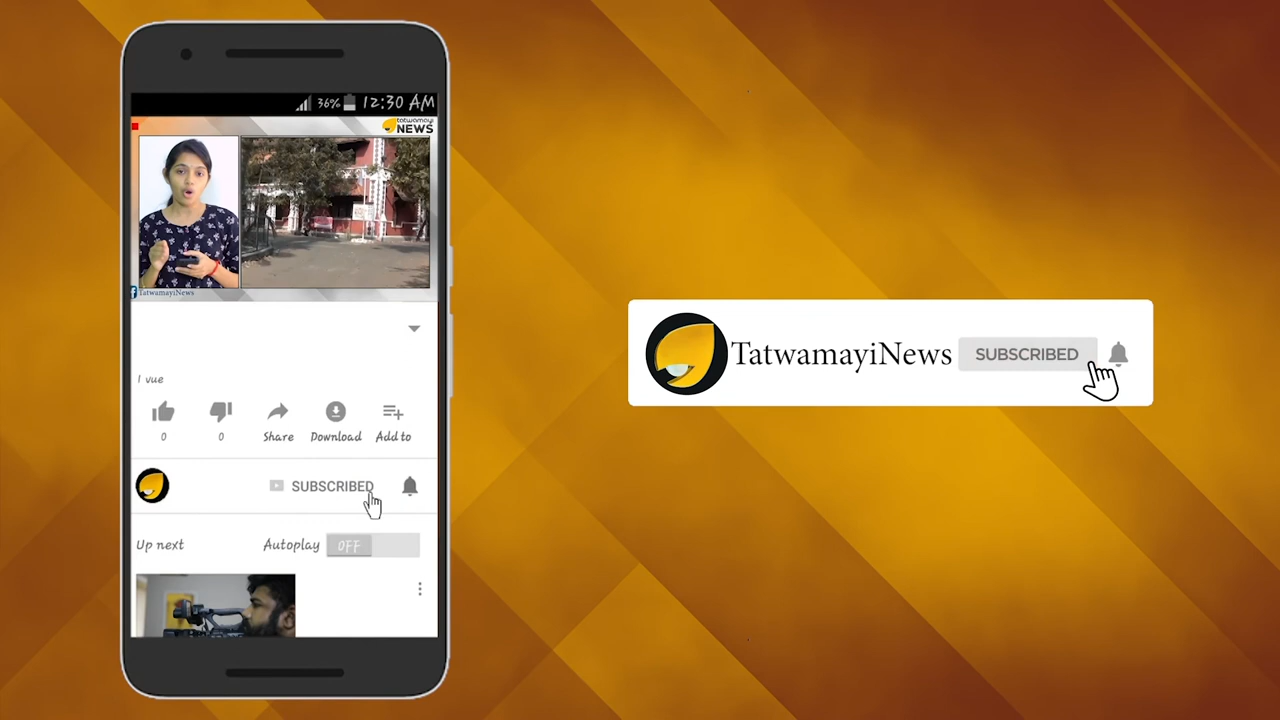 36% 12:30 AM
tatwamayi
NEWS
TatwamayiNews
1 vue
0 0 Share Download Add to
SUBSCRIBED
Up next Autoplay OFF
TatwamayiNews SUBSCRIBED